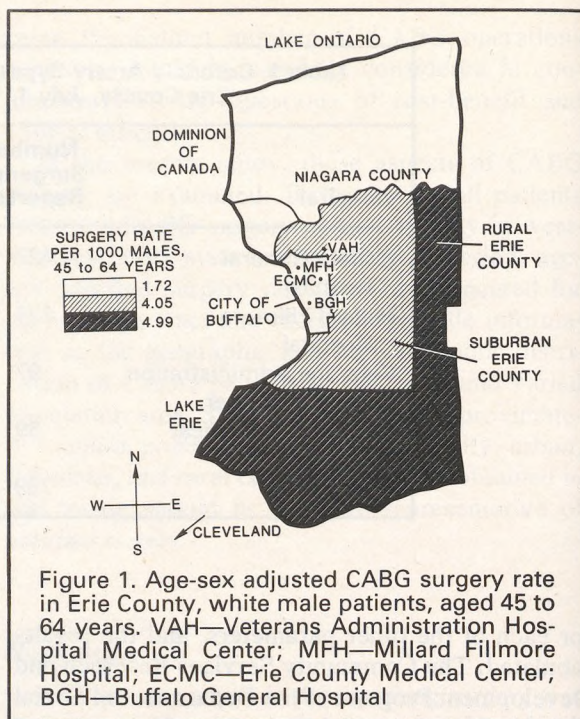 LAKE ONTARIO
DOMINION
OF
CANADA
NIAGARA COUNTY
SURGERY RATE
PER 1000 MALES,
45 to 64 YEARS
1.72
4.05
4.99
VAH
MFH
ECMC
BGH
CITY OF
BUFFALO
RURAL
ERIE
COUNTY
SUBURBAN
ERIE
COUNTY
LAKE
ERIE
N
W
E
S
CLEVELAND
Figure 1. Age-sex adjusted CABG surgery rate
in Erie County, white male patients, aged 45 to
64 years. VAH—Veterans Administration Hos-
pital Medical Center; MFH—Millard Fillmore
Hospital; ECMC—Erie County Medical Center;
BGH—Buffalo General Hospital